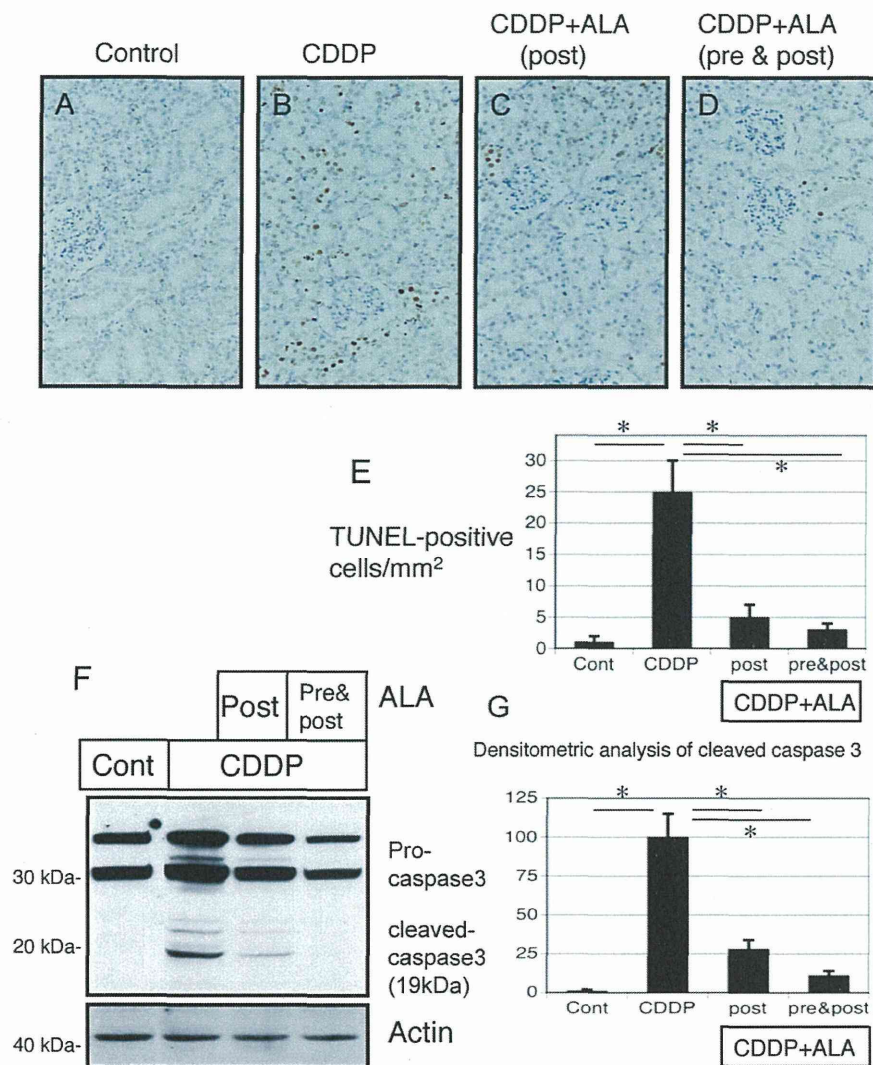 Control
CDDP
CDDP+ALA
(post)
CDDP+ALA
(pre & post)
A
B
C
D
E
TUNEL-positive
cells/mm²
30
25
20
15
10
5
0
*
*
*
Cont
CDDP
post
pre&post
CDDP+ALA
F
Post
Pre&
post
ALA
Cont
CDDP
30 kDa-
20 kDa-
40 kDa-
Pro-
caspase3
cleaved-
caspase3
(19kDa)
Actin
G
Densitometric analysis of cleaved caspase 3
125
100
75
50
25
0
*
*
*
Cont
CDDP
post
pre&post
CDDP+ALA